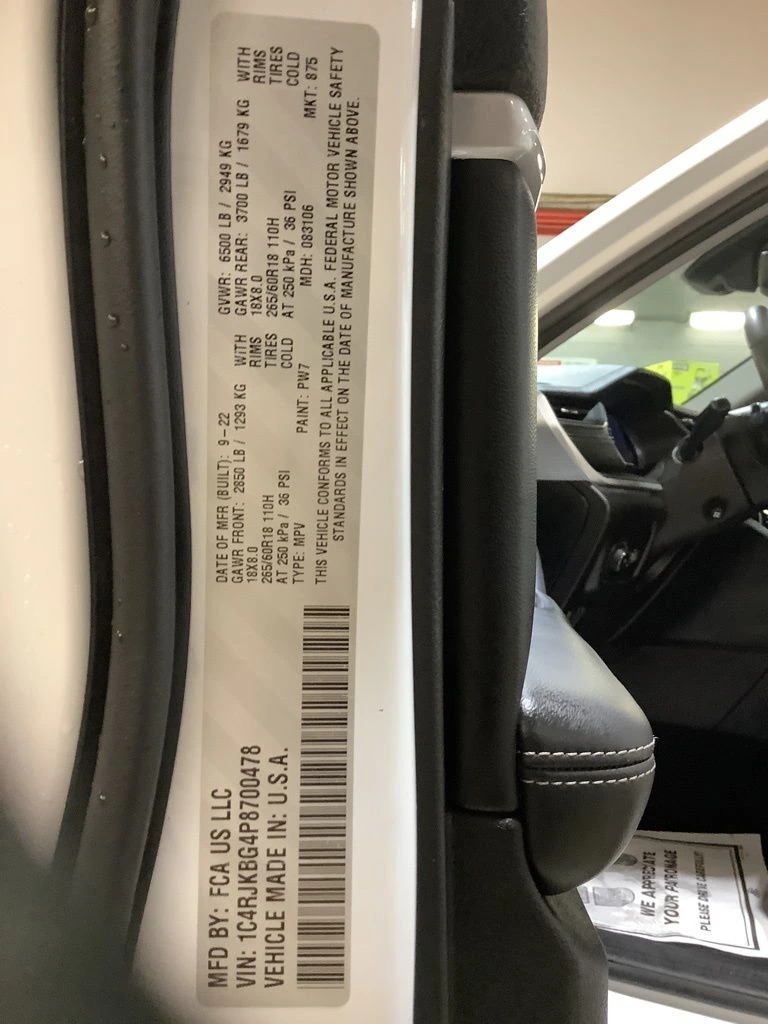 MFD BY: FCA US LLC
VIN: 1C4RJKBG4P8700478
VEHICLE MADE IN: U.S.A.
DATE OF MFR (BUILT): 9-22 GVWR: 6500 LB / 2949 KG
GAWR FRONT: 2850 LB / 1293 KG WITH GAWR REAR: 3700 LB / 1679 KG WITH
18X8.0 RIMS 18X8.0 RIMS
265/60R18 110H TIRES 265/60R18 110H TIRES
AT 250 kPa / 36 PSI COLD AT 250 kPa / 36 PSI COLD
TYPE: MPV PAINT: PW7 MDH: 083106 MKT: 875
THIS VEHICLE CONFORMS TO ALL APPLICABLE U.S.A. FEDERAL MOTOR VEHICLE SAFETY
STANDARDS IN EFFECT ON THE DATE OF MANUFACTURE SHOWN ABOVE.
WE APPRECIATE
YOUR PATRONAGE
PLEASE DRIVE CAREFULLY